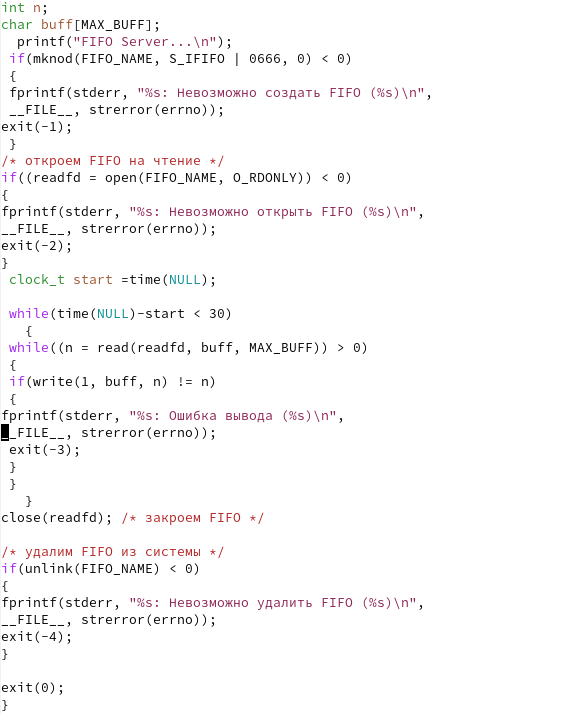 int n;
char buff[MAX_BUFF];
printf("FIFO Server...\n");
if(mknod(FIFO_NAME, S_IFIFO | 0666, 0) < 0)
{
fprintf(stderr, "%s: Невозможно создать FIFO (%s)\n",
__FILE__, strerror(errno));
exit(-1);
}
/* откроем FIFO на чтение */
if((readfd = open(FIFO_NAME, O_RDONLY)) < 0)
{
fprintf(stderr, "%s: Невозможно открыть FIFO (%s)\n",
__FILE__, strerror(errno));
exit(-2);
}
clock_t start =time(NULL);
while(time(NULL)-start < 30)
{
while((n = read(readfd, buff, MAX_BUFF)) > 0)
{
if(write(1, buff, n) != n)
{
fprintf(stderr, "%s: Ошибка вывода (%s)\n",
__FILE__, strerror(errno));
exit(-3);
}
}
}
close(readfd); /* закроем FIFO */
/* удалим FIFO из системы */
if(unlink(FIFO_NAME) < 0)
{
fprintf(stderr, "%s: Невозможно удалить FIFO (%s)\n",
__FILE__, strerror(errno));
exit(-4);
}
exit(0);
}